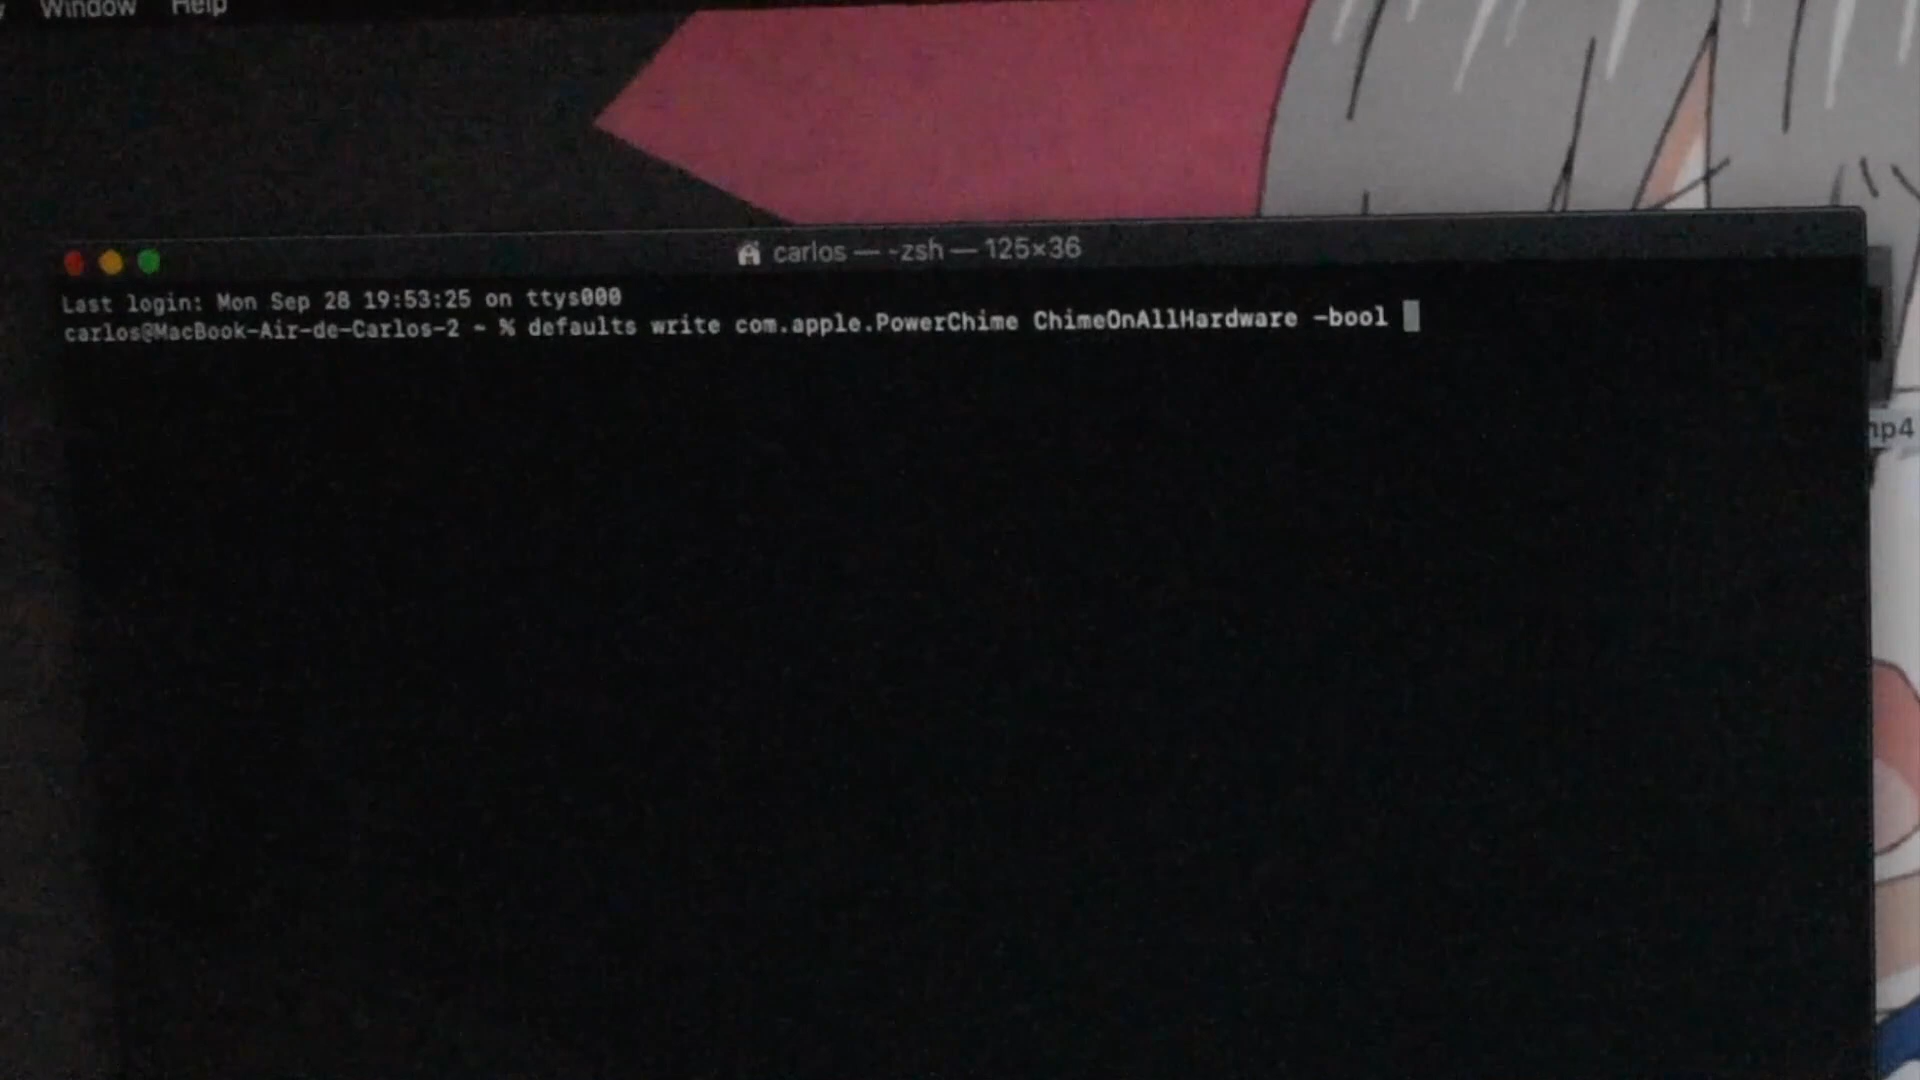 Window Help
carlos — -zsh — 125×36
Last login: Mon Sep 28 19:53:25 on ttys000
carlos@MacBook-Air-de-Carlos-2 ~ % defaults write com.apple.PowerChime ChimeOnAllHardware -bool
mp4